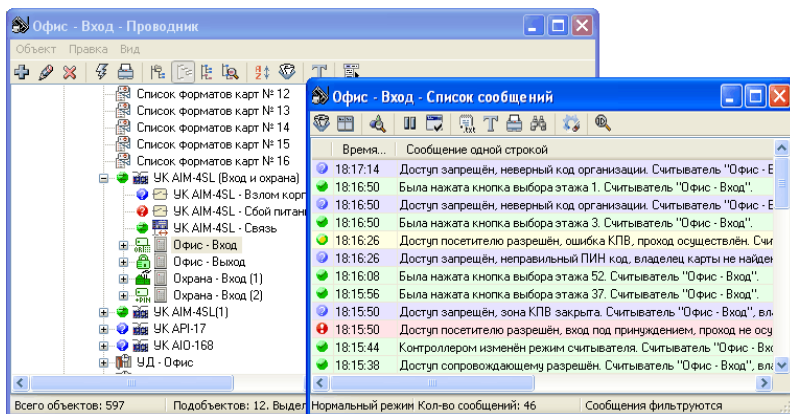 Офис - Вход - Проводник
Объект Правка Вид
Список форматов карт № 12
Список форматов карт № 13
Список форматов карт № 14
Список форматов карт № 15
Список форматов карт № 16
УК AIM-4SL (Вход и охрана)
УК AIM-4SL - Взлом корп
УК AIM-4SL - Сбой питан
УК AIM-4SL - Связь
Офис - Вход
Офис - Выход
Охрана - Вход (1)
Охрана - Вход (2)
УК AIM-4SL(1)
УК API-17
УК AIO-168
УД - Офис
Всего объектов: 597 Подобъектов: 12. Выдел
Офис - Вход - Список сообщений
Время... Сообщение одной строкой
18:17:14 Доступ запрещён, неверный код организации. Считыватель "Офис - В
18:16:50 Была нажата кнопка выбора этажа 1. Считыватель "Офис - Вход".
18:16:50 Доступ запрещён, неверный код организации. Считыватель "Офис - В
18:16:50 Была нажата кнопка выбора этажа 3. Считыватель "Офис - Вход".
18:16:26 Доступ посетителю разрешён, ошибка КПВ, проход осуществлён. Счи
18:16:26 Доступ запрещён, неправильный ПИН код, владелец карты не найден
18:16:08 Была нажата кнопка выбора этажа 52. Считыватель "Офис - Вход".
18:15:56 Была нажата кнопка выбора этажа 37. Считыватель "Офис - Вход".
18:15:50 Доступ запрещён, зона КПВ закрыта. Считыватель "Офис - Вход", вл
18:15:50 Доступ посетителю разрешён, вход под принуждением, проход не осу
18:15:44 Контроллером изменён режим считывателя. Считыватель "Офис - Вхо
18:15:38 Доступ сопровождающему разрешён. Считыватель "Офис - Вход", вла
Нормальный режим Кол-во сообщений: 46 Сообщения фильтруются